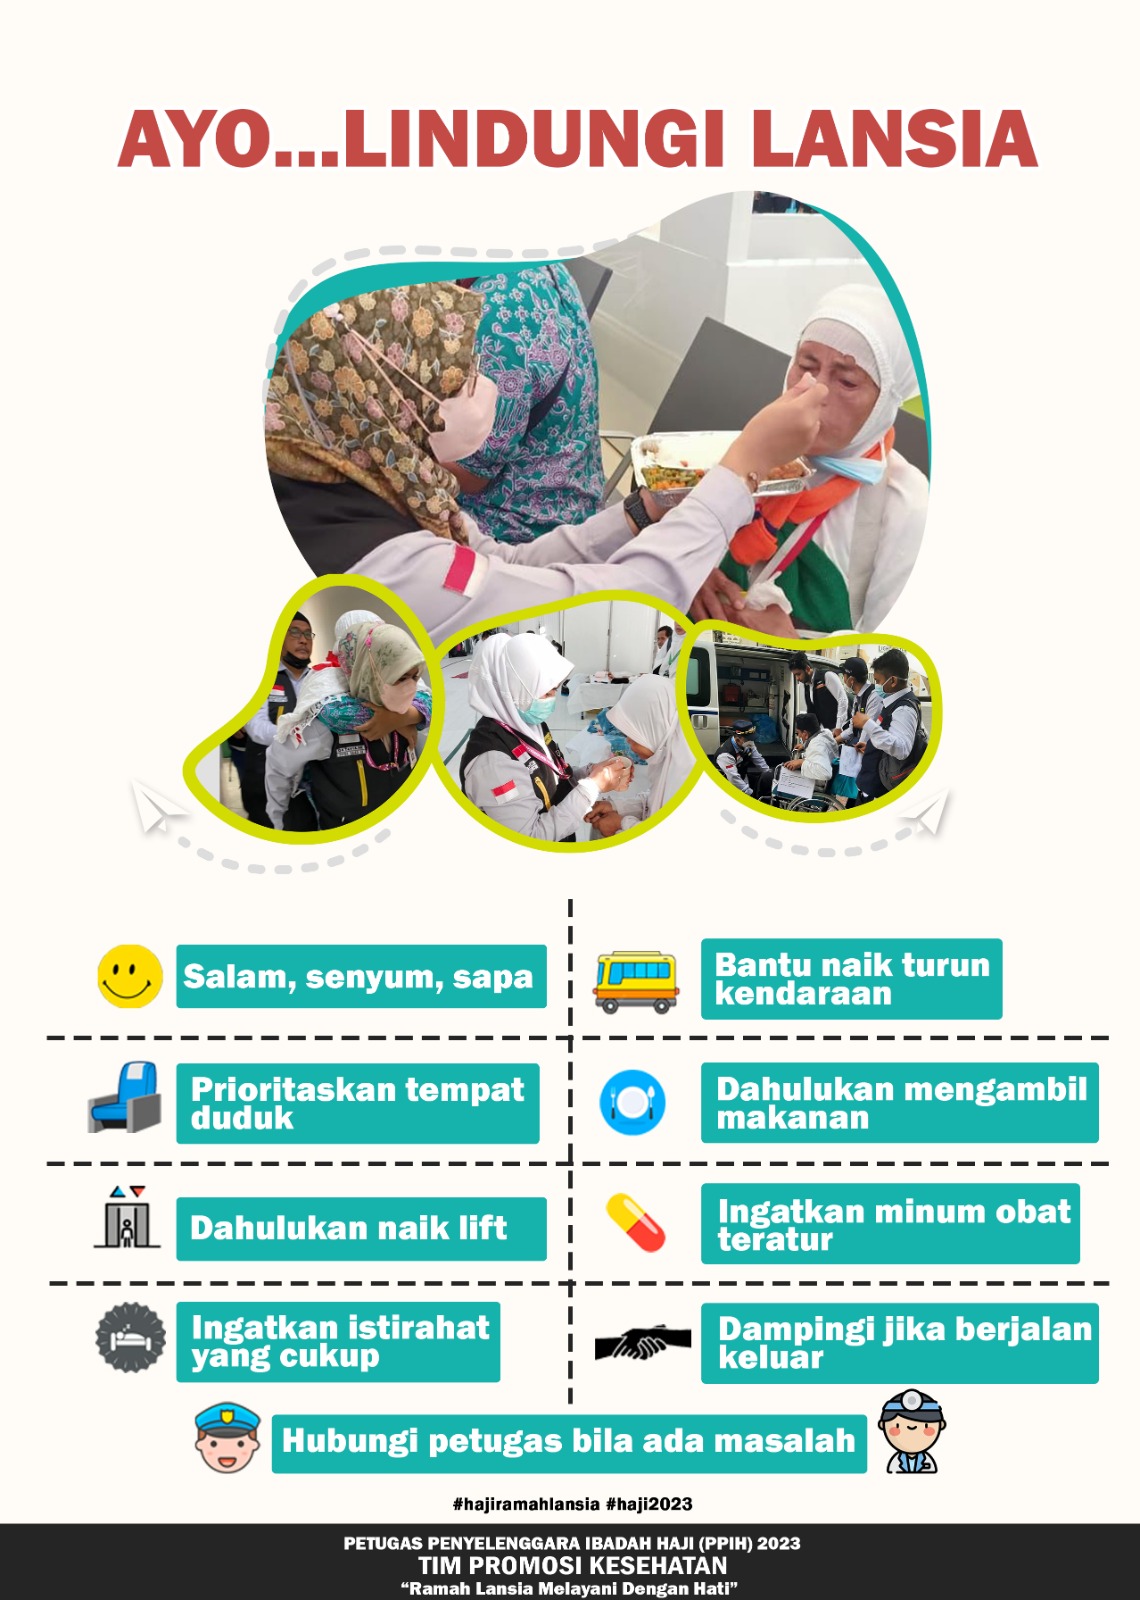 AYO...LINDUNGI LANSIA
Salam, senyum, sapa
Bantu naik turun
kendaraan
Prioritaskan tempat
duduk
Dahulukan mengambil
makanan
Dahulukan naik lift
Ingatkan minum obat
teratur
Ingatkan istirahat
yang cukup
Dampingi jika berjalan
keluar
Hubungi petugas bila ada masalah
#hajiramahlansia #haji2023
PETUGAS PENYELENGGARA IBADAH HAJI (PPIH) 2023
TIM PROMOSI KESEHATAN
“Ramah Lansia Melayani Dengan Hati”